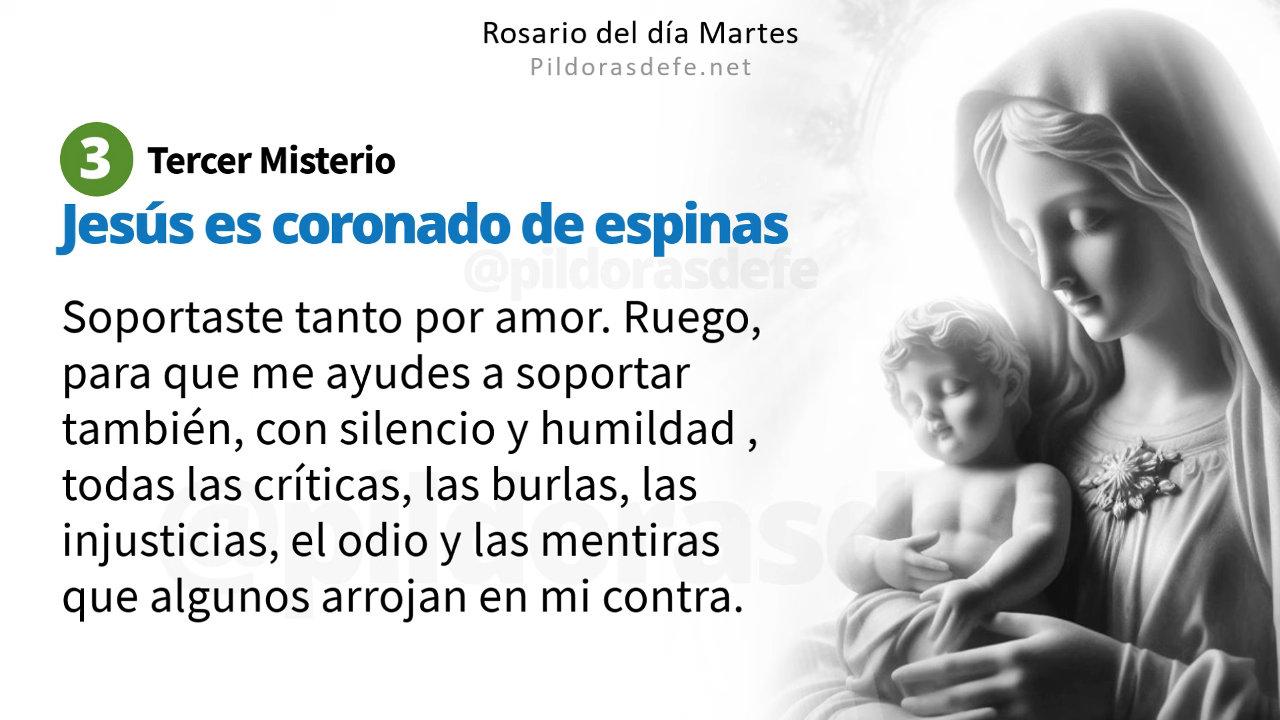 Rosario del día Martes
Pildorasdefe.net
3 Tercer Misterio
Jesús es coronado de espinas
@pildorasdefe
Soportaste tanto por amor. Ruego,
para que me ayudes a soportar
también, con silencio y humildad ,
todas las críticas, las burlas, las
injusticias, el odio y las mentiras
que algunos arrojan en mi contra.
@pildorasdefe